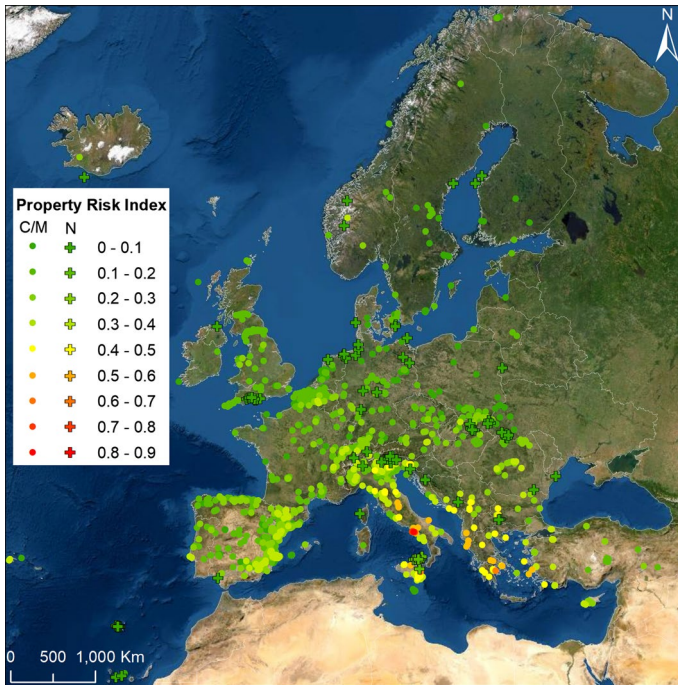 N
Property Risk Index
C/M N
0 - 0.1
0.1 - 0.2
0.2 - 0.3
0.3 - 0.4
0.4 - 0.5
0.5 - 0.6
0.6 - 0.7
0.7 - 0.8
0.8 - 0.9
0 500 1,000 Km